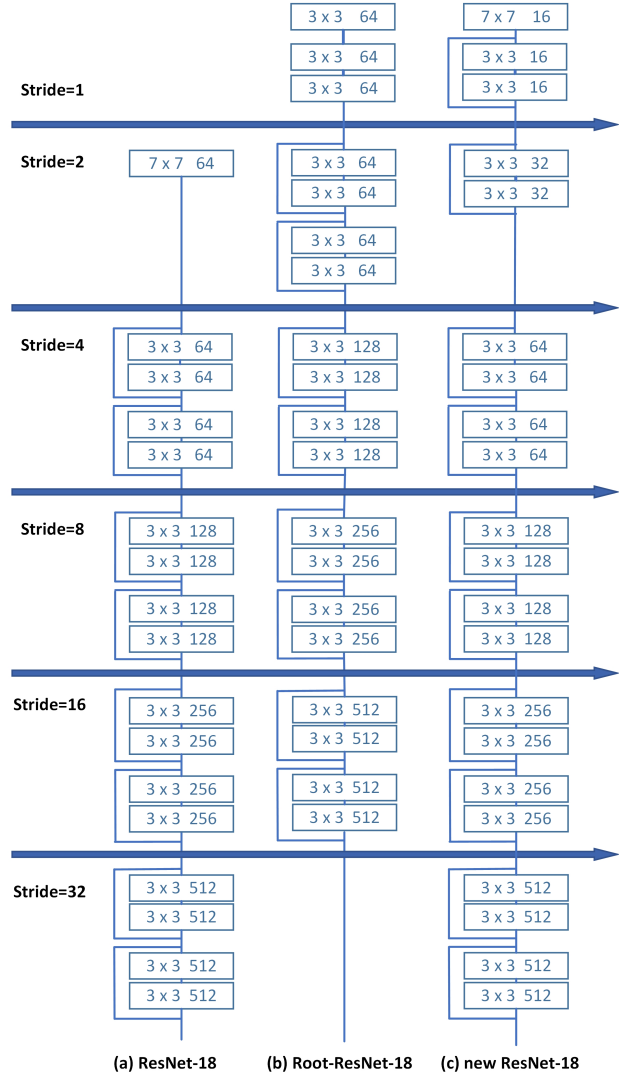 3 x 3 64 7 x 7 16
3 x 3 64 3 x 3 16
Stride=1 3 x 3 64 3 x 3 16
Stride=2 7 x 7 64 3 x 3 64 3 x 3 32
3 x 3 64 3 x 3 32
3 x 3 64
3 x 3 64
Stride=4 3 x 3 64 3 x 3 128 3 x 3 64
3 x 3 64 3 x 3 128 3 x 3 64
3 x 3 64 3 x 3 128 3 x 3 64
3 x 3 64 3 x 3 128 3 x 3 64
Stride=8 3 x 3 128 3 x 3 256 3 x 3 128
3 x 3 128 3 x 3 256 3 x 3 128
3 x 3 128 3 x 3 256 3 x 3 128
3 x 3 128 3 x 3 256 3 x 3 128
Stride=16 3 x 3 256 3 x 3 512 3 x 3 256
3 x 3 256 3 x 3 512 3 x 3 256
3 x 3 256 3 x 3 512 3 x 3 256
3 x 3 256 3 x 3 512 3 x 3 256
Stride=32 3 x 3 512 3 x 3 512
3 x 3 512 3 x 3 512
3 x 3 512 3 x 3 512
3 x 3 512 3 x 3 512
(a) ResNet-18 (b) Root-ResNet-18 (c) new ResNet-18